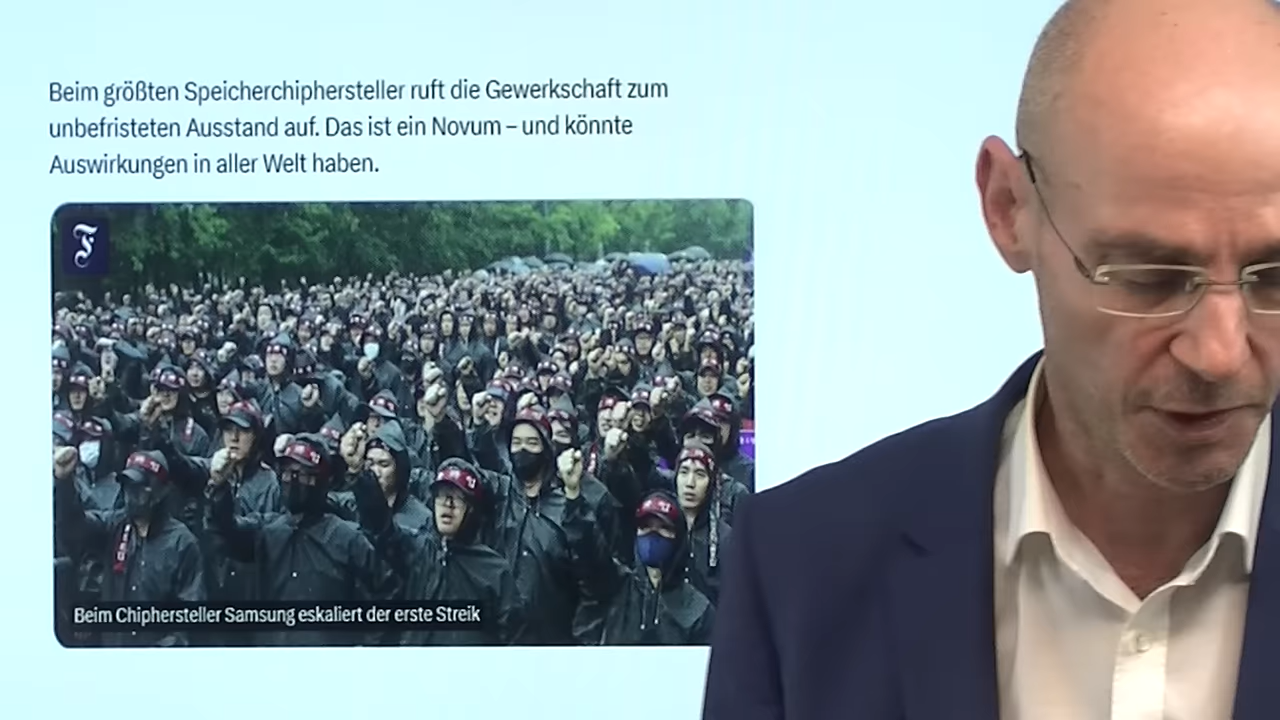 Beim größten Speicherchiphersteller ruft die Gewerkschaft zum
unbefristeten Ausstand auf. Das ist ein Novum – und könnte
Auswirkungen in aller Welt haben.
F
Beim Chiphersteller Samsung eskaliert der erste Streik